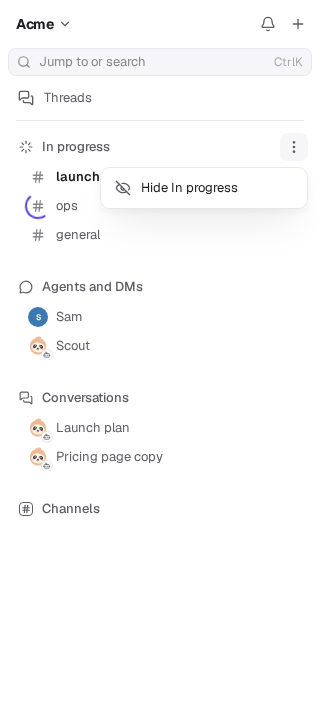 Acme
Jump to or search CtrlK
Threads
In progress
launch
Hide In progress
ops
general
Agents and DMs
S Sam
Scout
Conversations
Launch plan
Pricing page copy
Channels